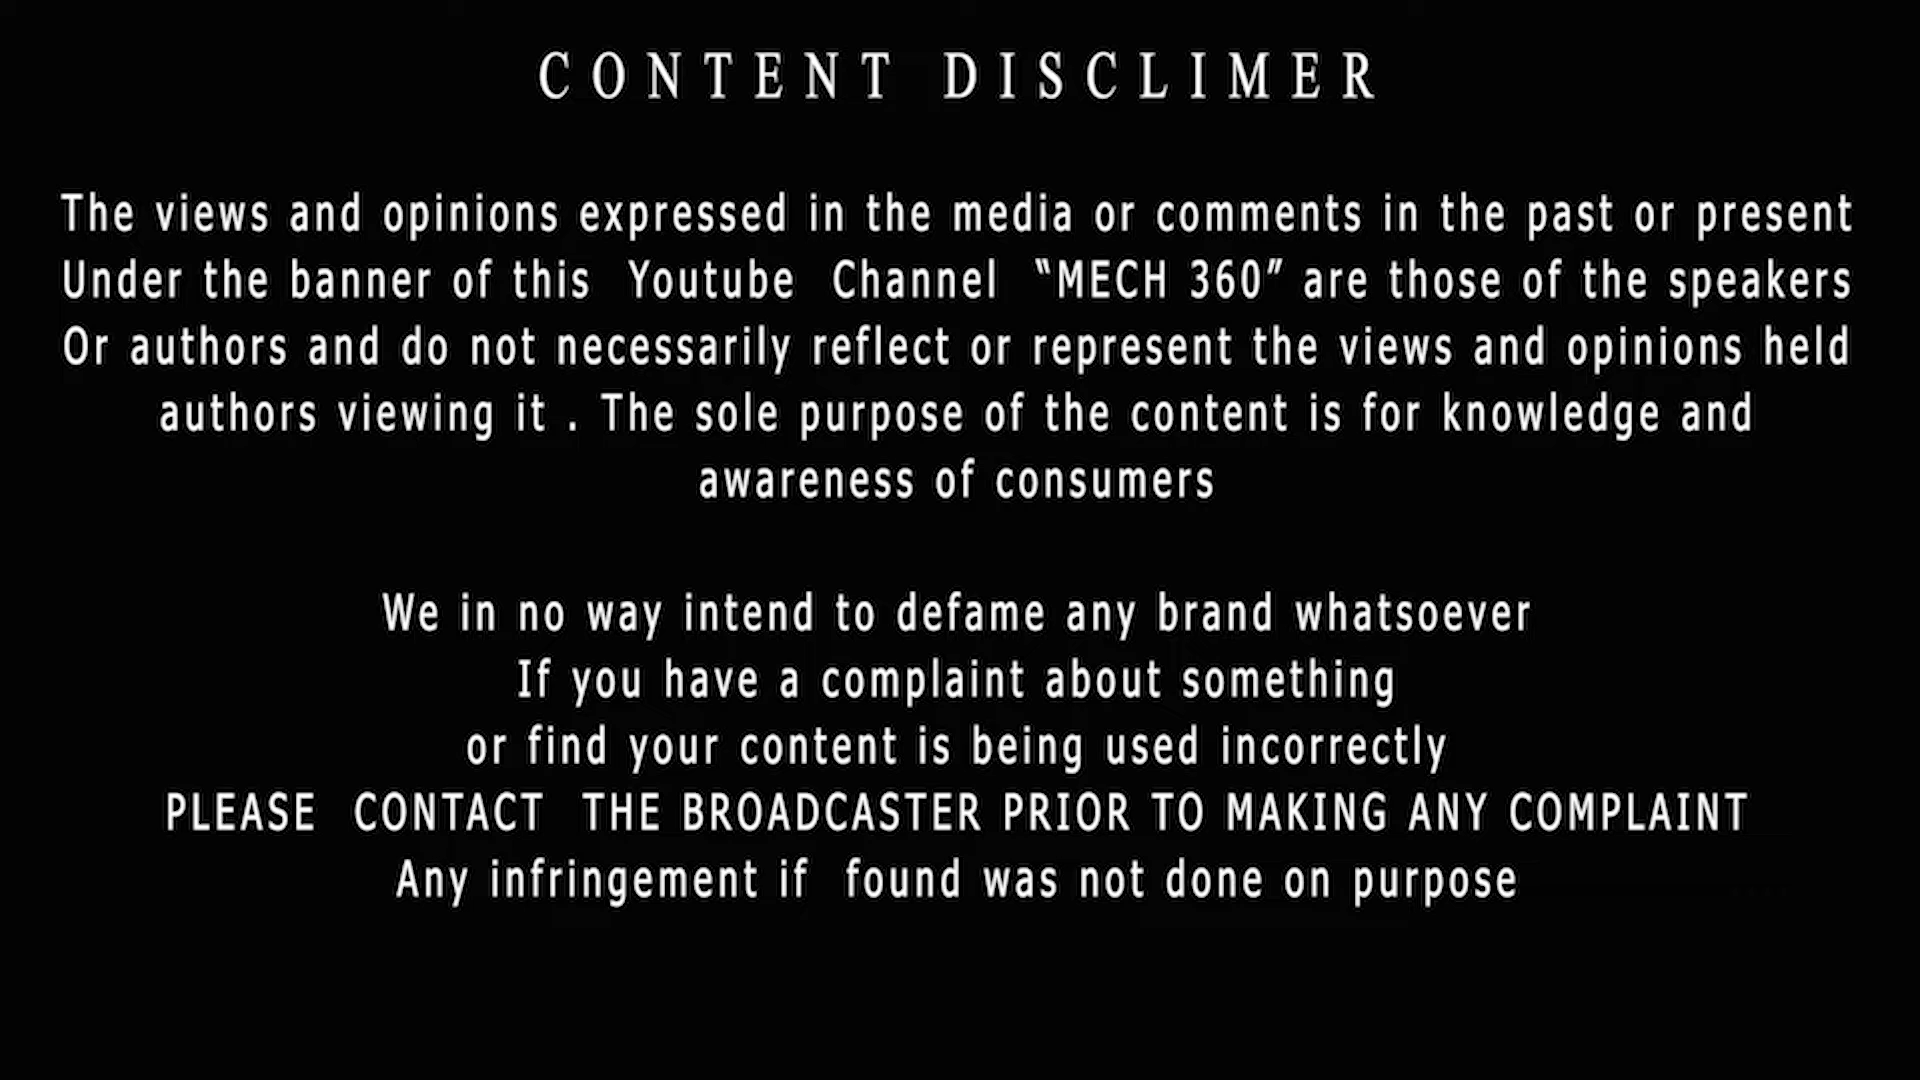 CONTENT DISCLIMER
The views and opinions expressed in the media or comments in the past or present
Under the banner of this Youtube Channel “MECH 360” are those of the speakers
Or authors and do not necessarily reflect or represent the views and opinions held
authors viewing it . The sole purpose of the content is for knowledge and
awareness of consumers
We in no way intend to defame any brand whatsoever
If you have a complaint about something
or find your content is being used incorrectly
PLEASE CONTACT THE BROADCASTER PRIOR TO MAKING ANY COMPLAINT
Any infringement if found was not done on purpose